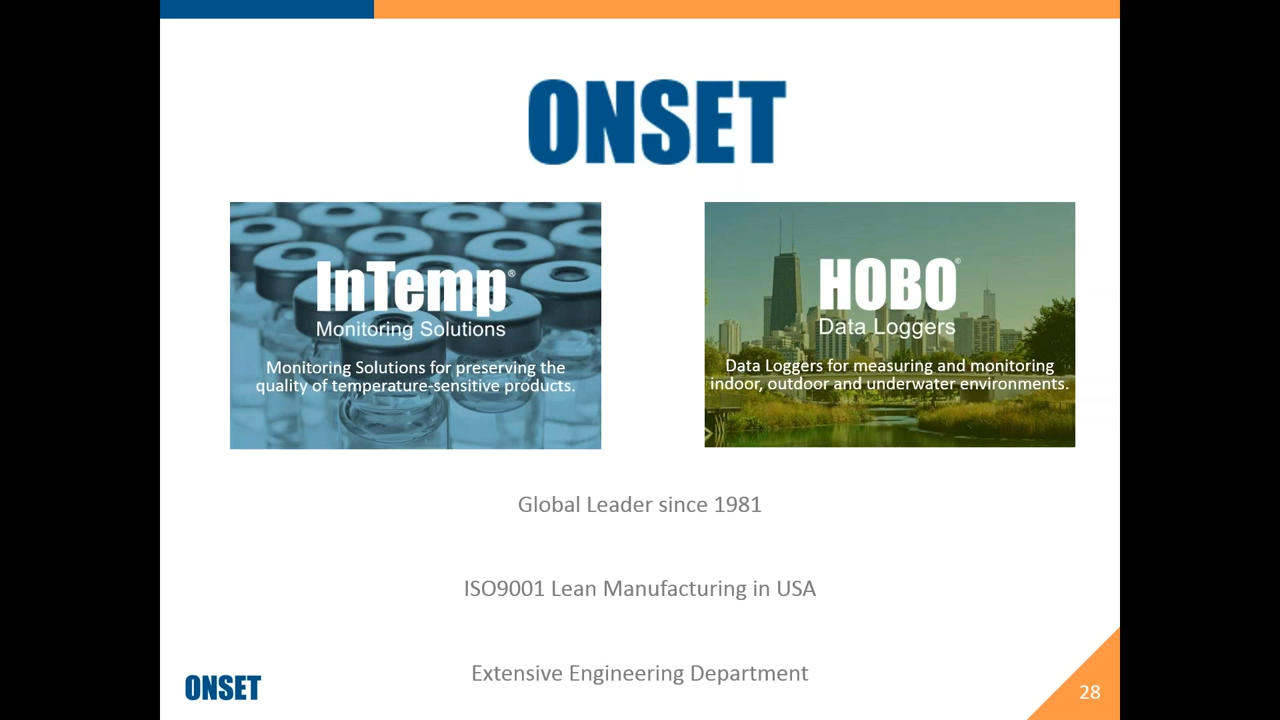 ONSET
InTemp®
Monitoring Solutions
Monitoring Solutions for preserving the
quality of temperature-sensitive products.
HOBO®
Data Loggers
Data Loggers for measuring and monitoring
indoor, outdoor and underwater environments.
Global Leader since 1981
ISO9001 Lean Manufacturing in USA
Extensive Engineering Department
ONSET
28